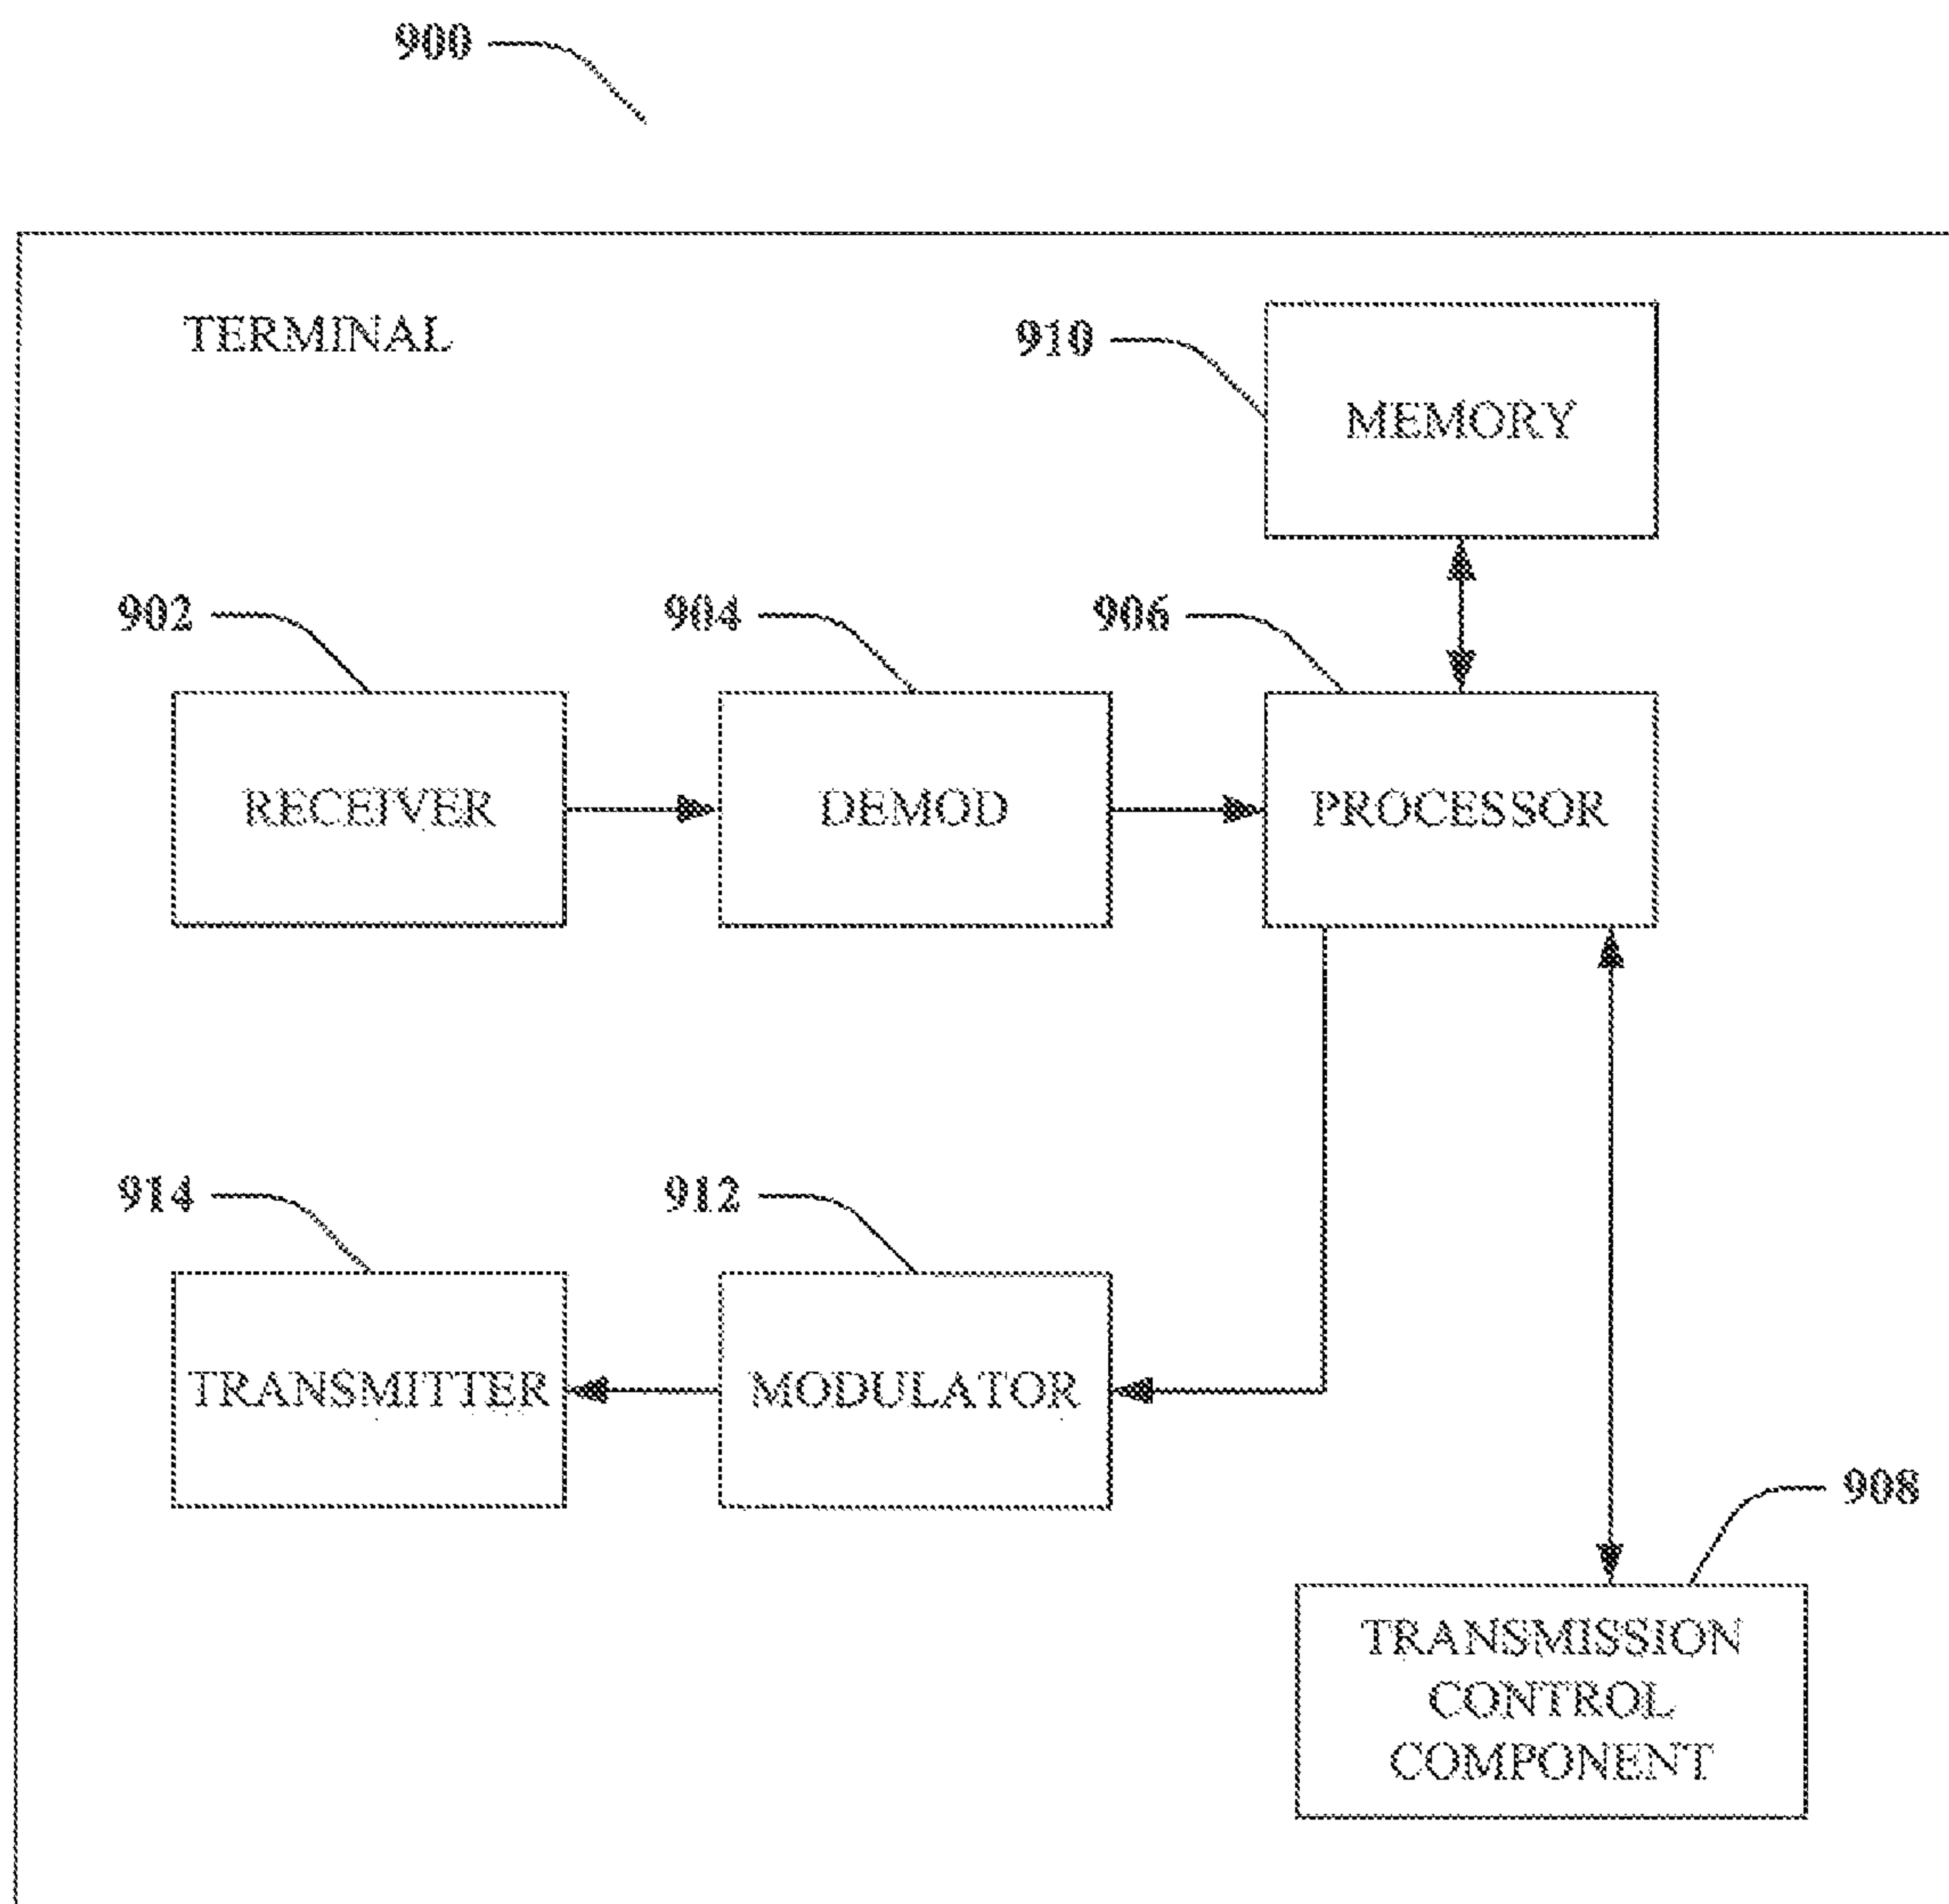 900
TERMINAL
910
MEMORY
902
904
906
RECEIVER
DEMOD
PROCESSOR
914
912
TRANSMITTER
MODULATOR
908
TRANSMISSION
CONTROL
COMPONENT